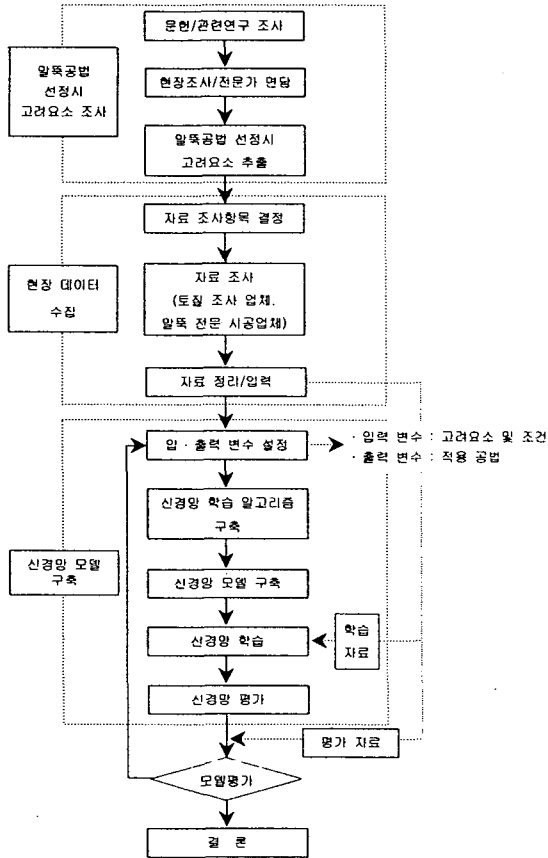 문헌/관련연구 조사
말뚝공법
선정시
고려요소 조사
현장조사/전문가 면담
말뚝공법 선정시
고려요소 추출
자료 조사항목 결정
현장 데이터
수집
자료 조사
(토질 조사 업체,
말뚝 전문 시공업체)
자료 정리/입력
입 · 출력 변수 설정
· 입력 변수 : 고려요소 및 조건
· 출력 변수 : 적용 공법
신경망 학습 알고리즘
구축
신경망 모델
구축
신경망 모델 구축
신경망 학습
학습
자료
신경망 평가
평가 자료
모델평가
결 론